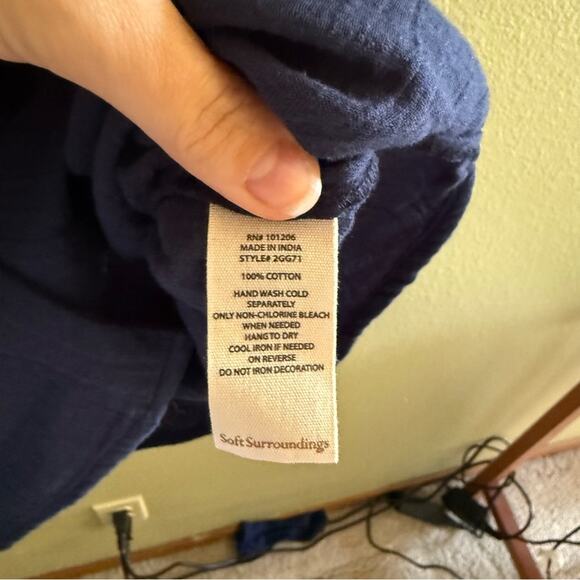 RN# 101206
MADE IN INDIA
STYLE# 2GG71
100% COTTON
HAND WASH COLD
SEPARATELY
ONLY NON-CHLORINE BLEACH
WHEN NEEDED
HANG TO DRY
COOL IRON IF NEEDED
ON REVERSE
DO NOT IRON DECORATION
Soft Surroundings